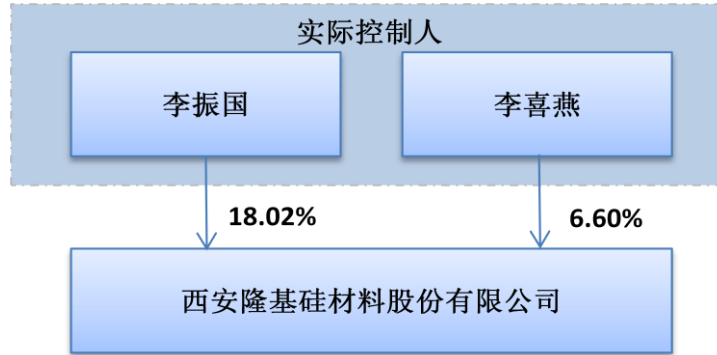 实际控制人
李振国
李喜燕
18.02%
6.60%
西安隆基硅材料股份有限公司